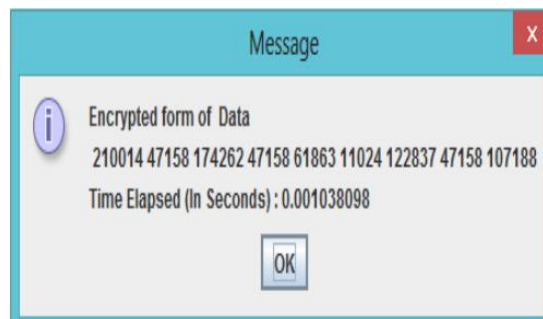 Message
X
i
Encrypted form of Data
210014 47158 174262 47158 61863 11024 122837 47158 107188
Time Elapsed (In Seconds) : 0.001038098
OK